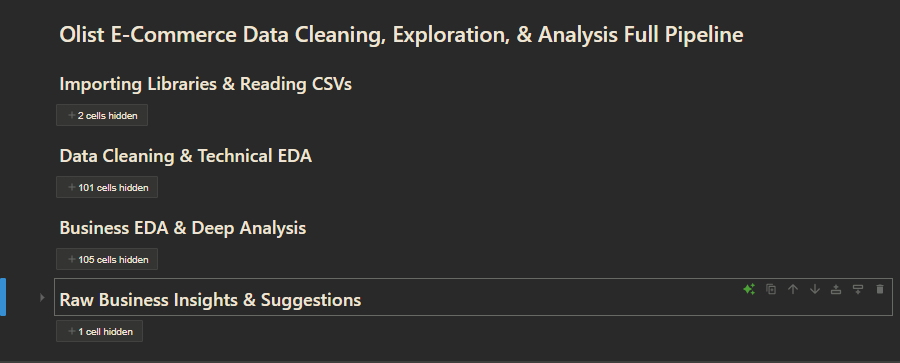 Olist E-Commerce Data Cleaning, Exploration, & Analysis Full Pipeline
Importing Libraries & Reading CSVs
+ 2 cells hidden
Data Cleaning & Technical EDA
+ 101 cells hidden
Business EDA & Deep Analysis
+ 105 cells hidden
Raw Business Insights & Suggestions
+ 1 cell hidden